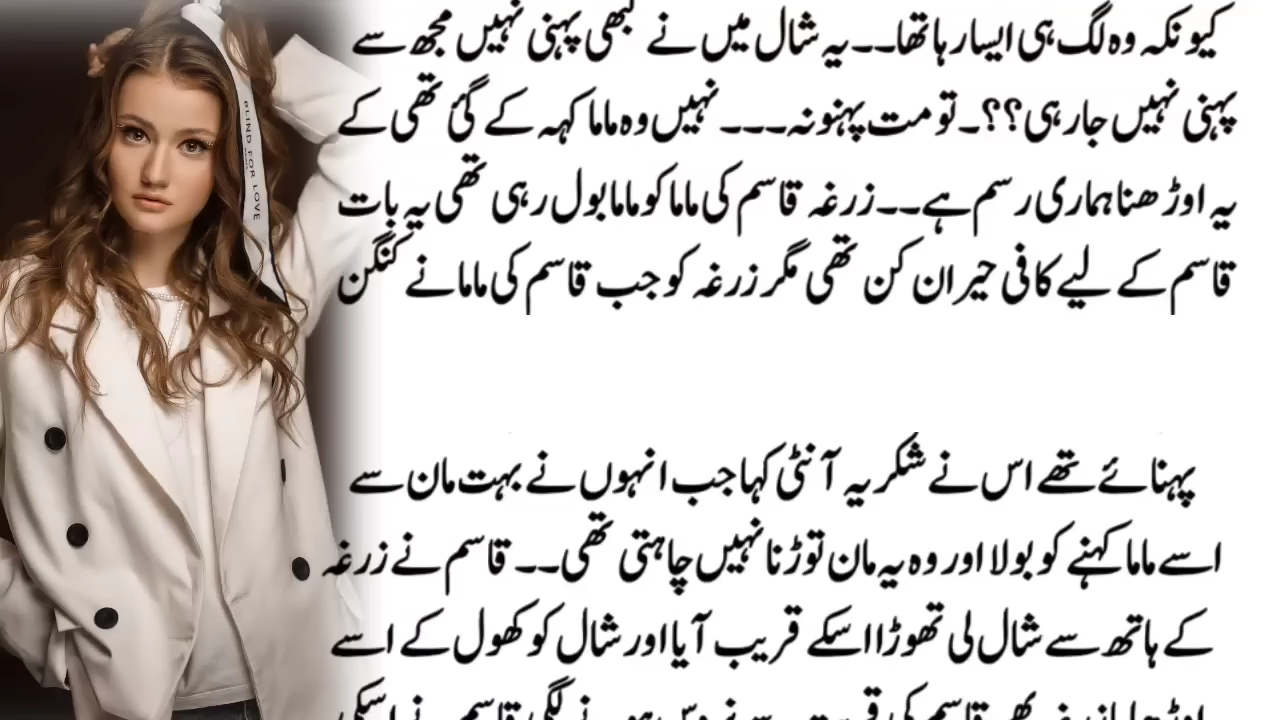 کیونکہ وہ لگ ہی ایسا رہا تھا۔۔یہ شال میں نے کبھی پہنی نہیں مجھ سے
پہنی نہیں جا رہی؟؟۔تو مت پہنو نہ۔۔۔نہیں وہ ماما کہہ کے گئ تھی کے
یہ اوڑھنا ہماری رسم ہے۔۔زرغہ قاسم کی ماما کو ماما بول رہی تھی یہ بات
قاسم کے لیے کافی حیران کن تھی مگر زرغہ کو جب قاسم کی ماما نے کنگن
پہنائے تھے اس نے شکریہ آنٹی کہا جب انہوں نے بہت مان سے
اسے ماما کہنے کو بولا اور وہ یہ مان توڑنا نہیں چاہتی تھی۔۔ قاسم نے زرغہ
کے ہاتھ سے شال لی تھوڑا اسکے قریب آیا اور شال کو کھول کے اسے
BLIND FOR LOVE